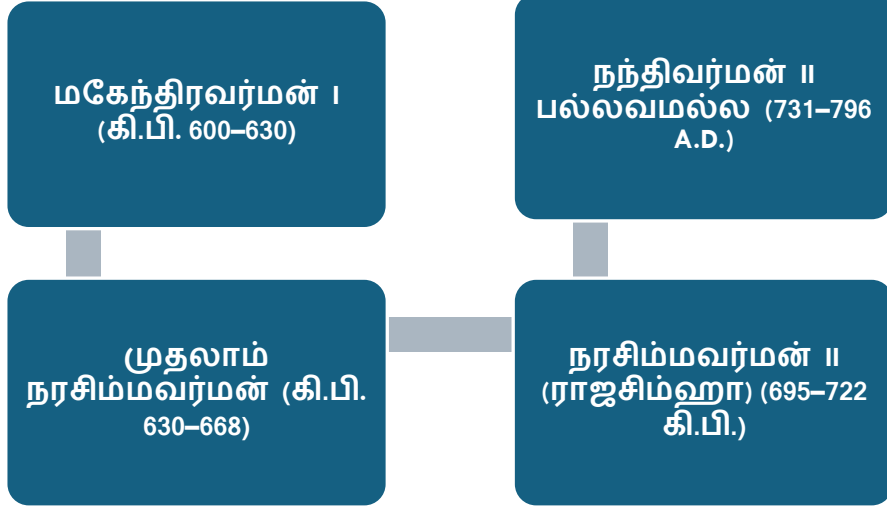 மகேந்திரவர்மன் I
(கி.பி. 600–630)
முதலாம்
நரசிம்மவர்மன் (கி.பி.
630–668)
நரசிம்மவர்மன் II
(ராஜசிம்ஹா) (695–722
கி.பி.)
நந்திவர்மன் II
பல்லவமல்ல (731–796
A.D.)